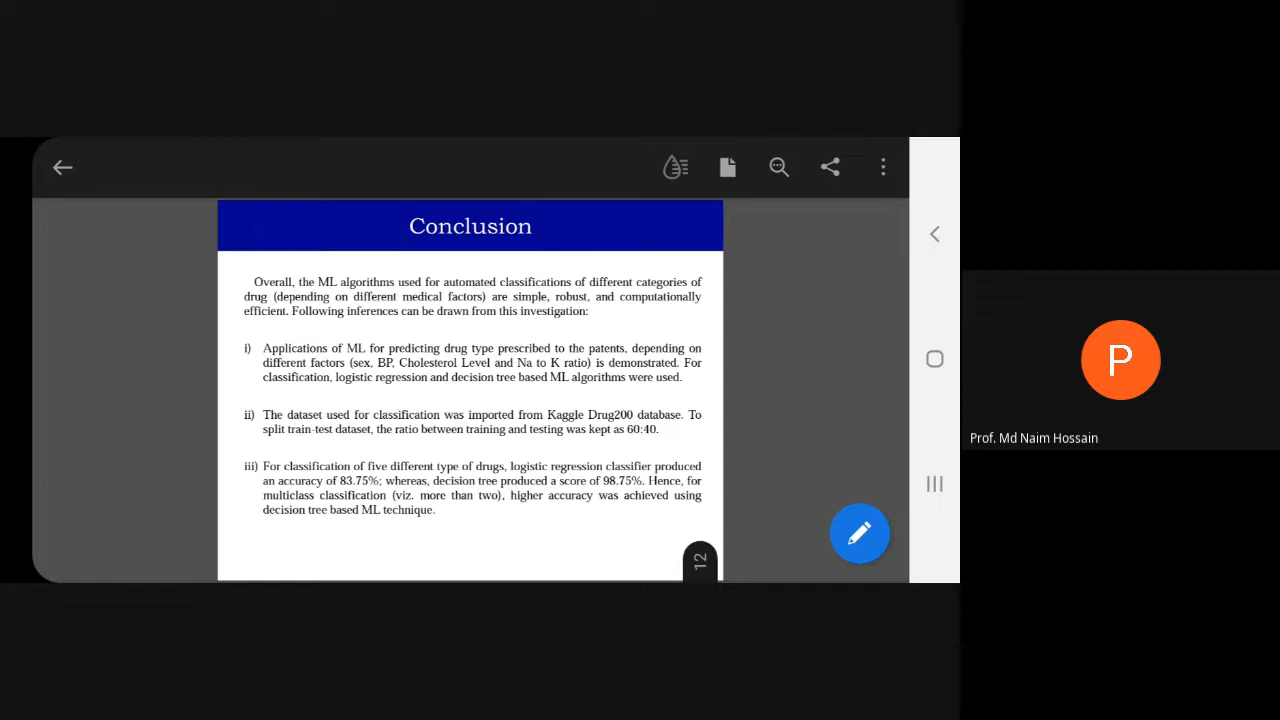 Conclusion
Overall, the ML algorithms used for automated classifications of different categories of
drug (depending on different medical factors) are simple, robust, and computationally
efficient. Following inferences can be drawn from this investigation:
i) Applications of ML for predicting drug type prescribed to the patents, depending on
different factors (sex, BP, Cholesterol Level and Na to K ratio) is demonstrated. For
classification, logistic regression and decision tree based ML algorithms were used.
ii) The dataset used for classification was imported from Kaggle Drug200 database. To
split train-test dataset, the ratio between training and testing was kept as 60:40.
iii) For classification of five different type of drugs, logistic regression classifier produced
an accuracy of 83.75%; whereas, decision tree produced a score of 98.75%. Hence, for
multiclass classification (viz. more than two), higher accuracy was achieved using
decision tree based ML technique.
12
P
Prof. Md Naim Hossain